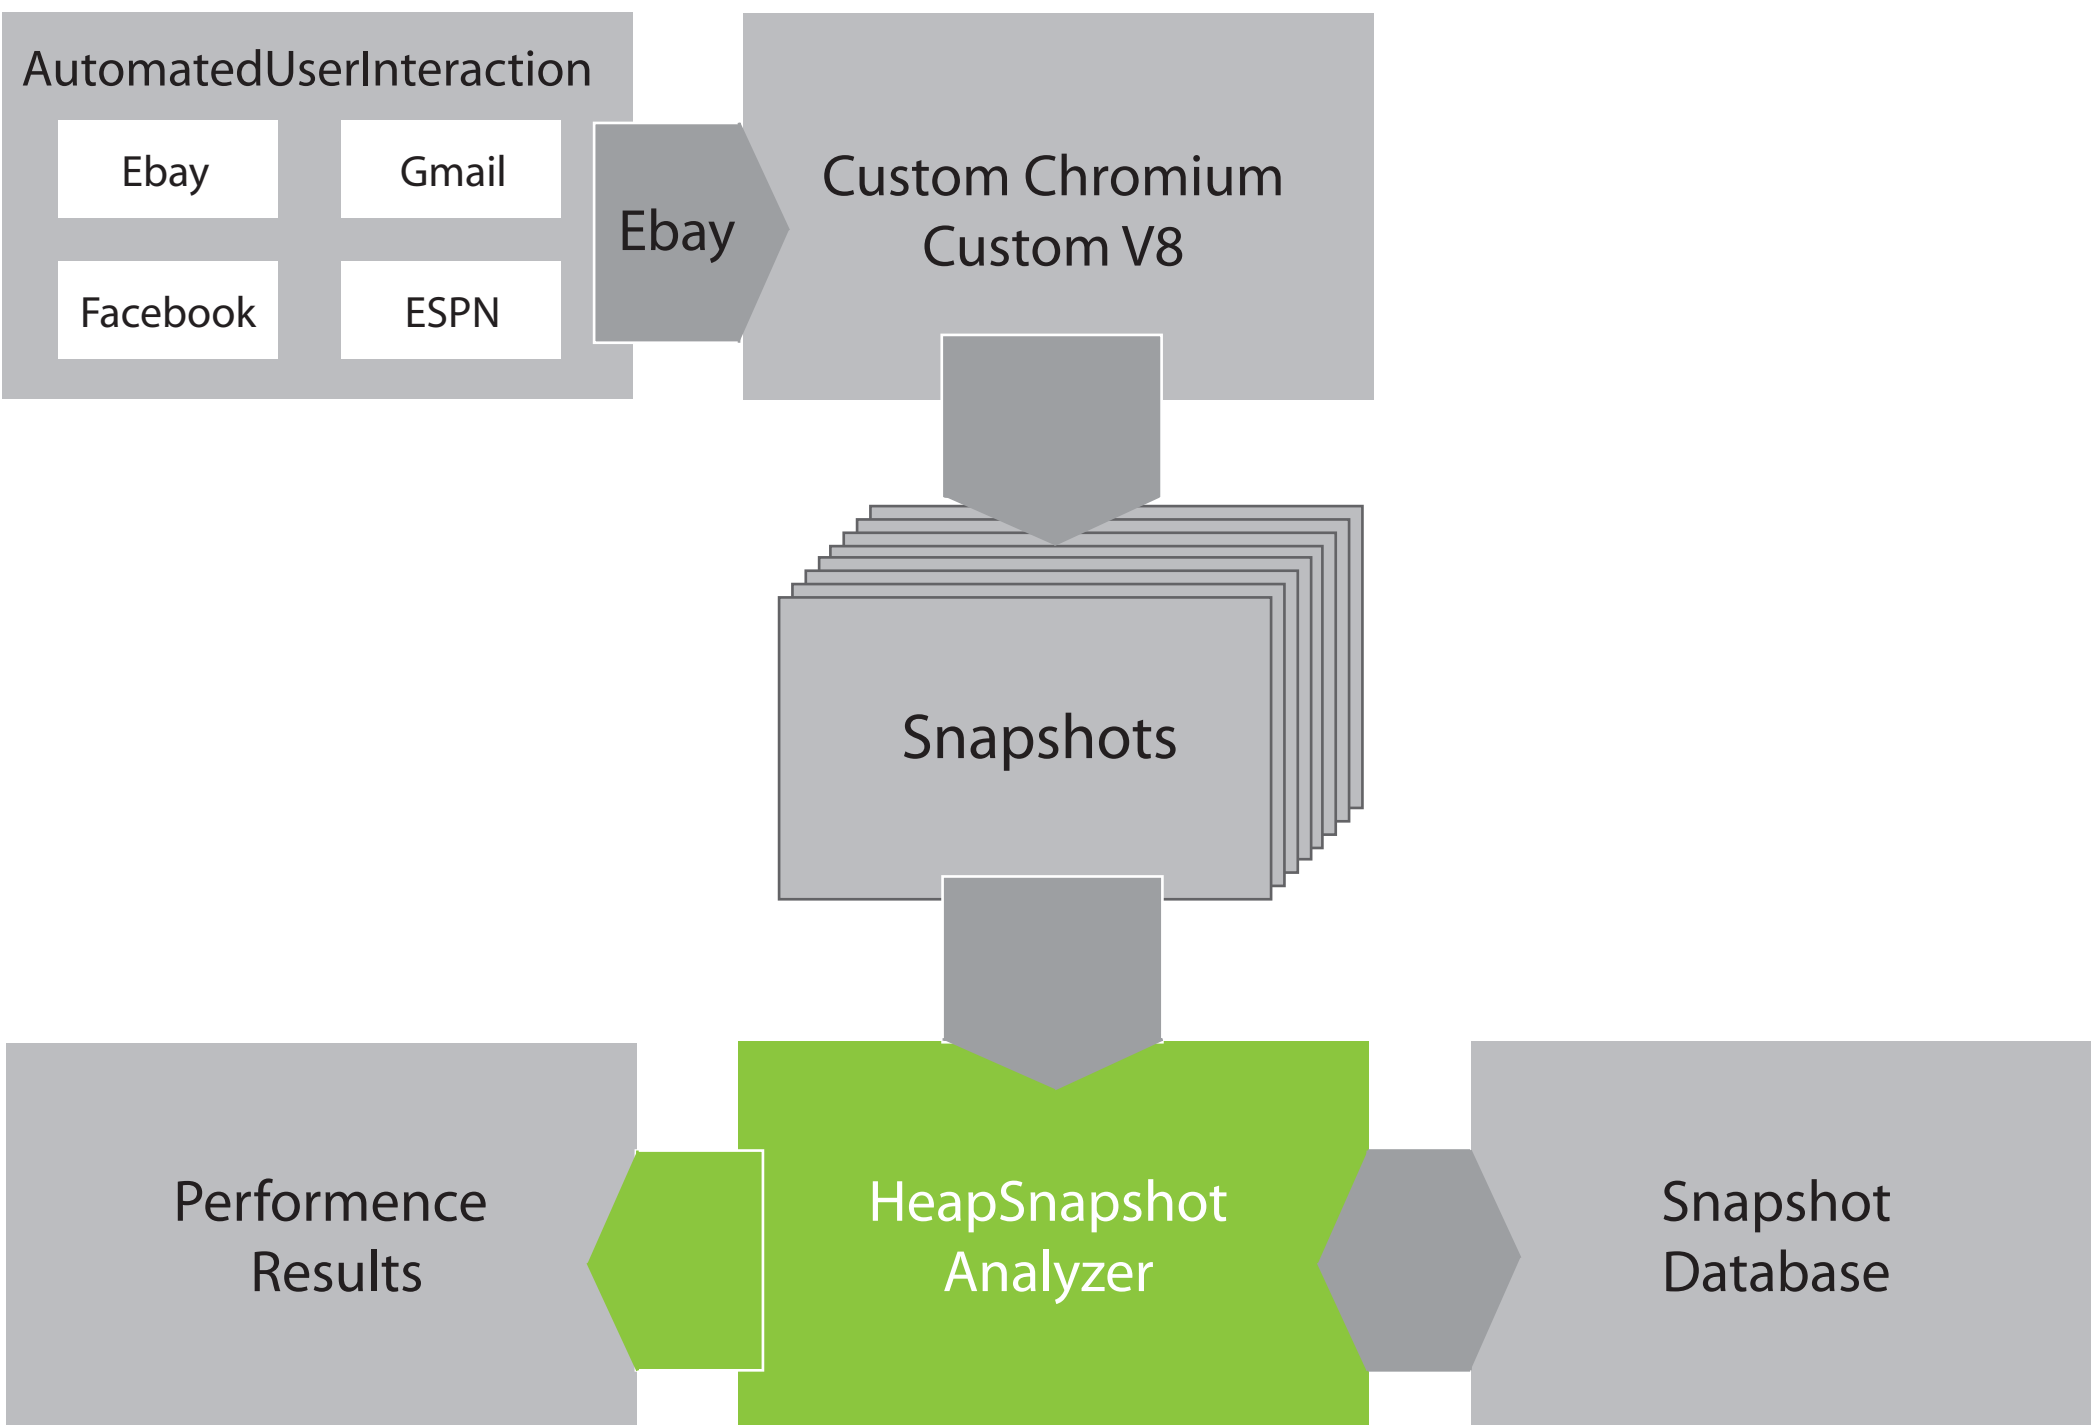 AutomatedUserInteraction
Ebay
Gmail
Facebook
ESPN
Ebay
Custom Chromium
Custom V8
Snapshots
Performence
Results
HeapSnapshot
Analyzer
Snapshot
Database